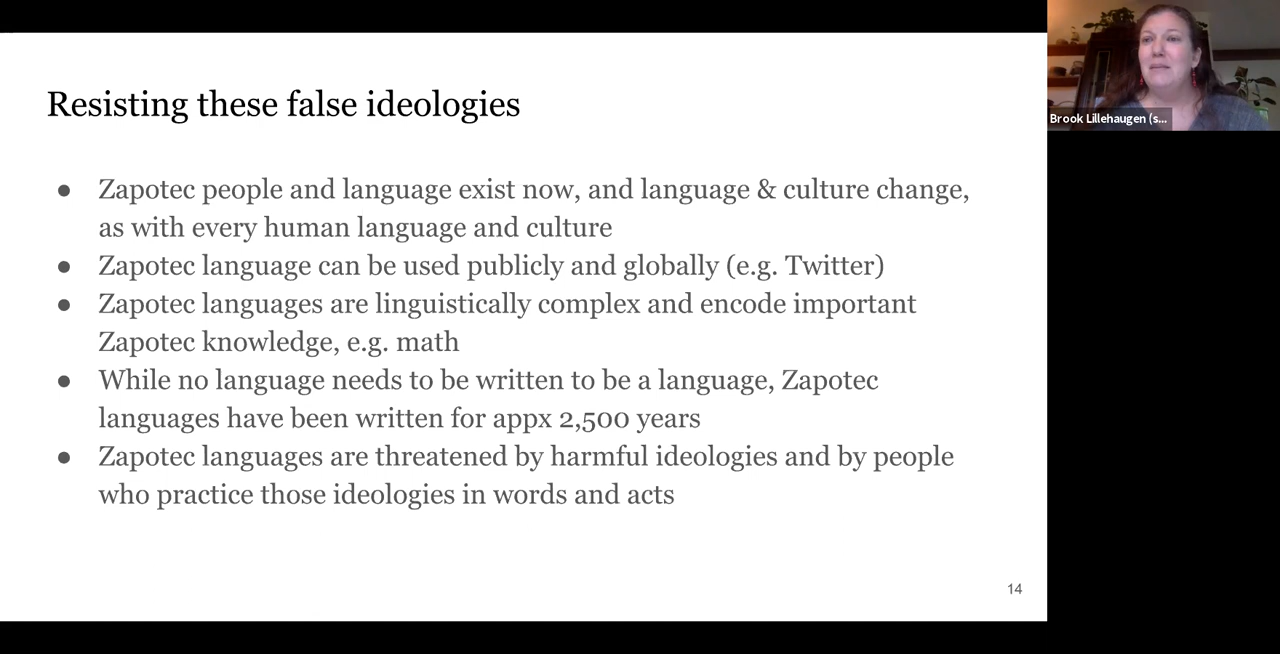 Resisting these false ideologies
● Zapotec people and language exist now, and language & culture change,
as with every human language and culture
● Zapotec language can be used publicly and globally (e.g. Twitter)
● Zapotec languages are linguistically complex and encode important
Zapotec knowledge, e.g. math
● While no language needs to be written to be a language, Zapotec
languages have been written for appx 2,500 years
● Zapotec languages are threatened by harmful ideologies and by people
who practice those ideologies in words and acts
14
Brook Lillehaugen (s...